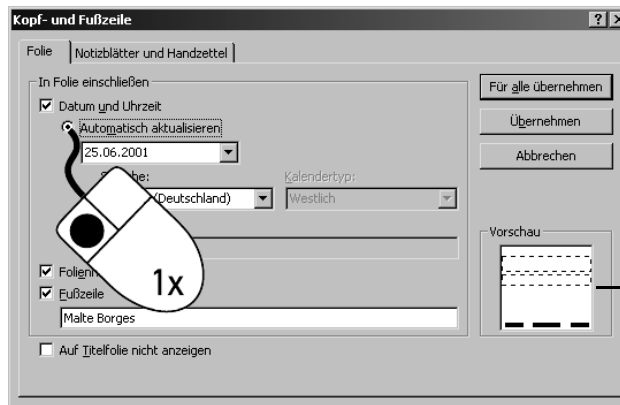 Kopf- und Fußzeile
Folie
Notizblätter und Handzettel
In Folie einschließen
Datum und Uhrzeit
Automatisch aktualisieren
25.06.2001
Kalendertyp:
(Deutschland)
Westlich
1x
Fußzeile
Malte Borges
Auf Titelfolie nicht anzeigen
Für alle übernehmen
Übernehmen
Abbrechen
Vorschau